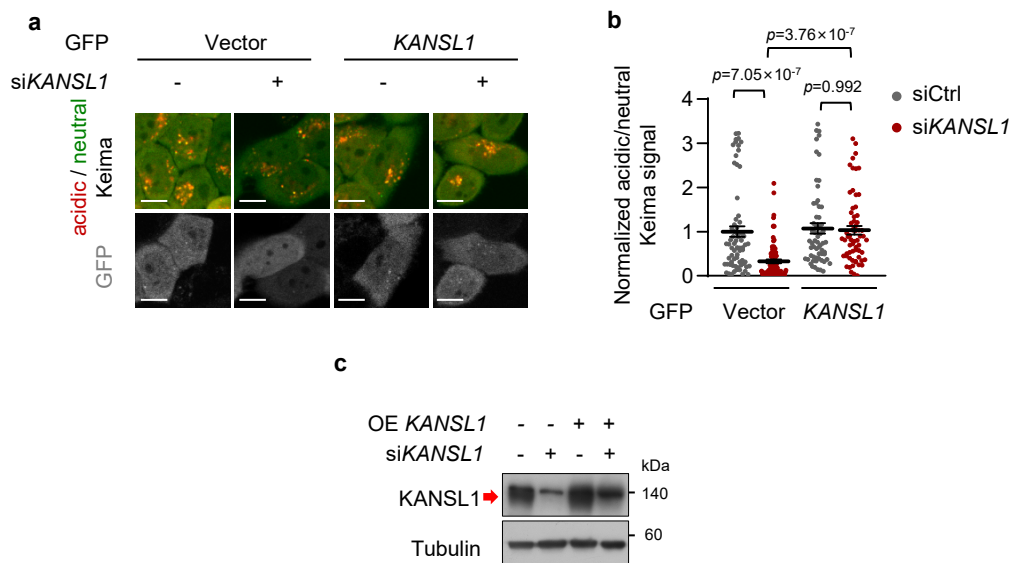 a
GFP Vector KANSL1
siKANSL1 - + - +
acidic / neutral
Keima
GFP
b
p=3.76×10⁻⁷
p=7.05×10⁻⁷
p=0.992
siCtrl
siKANSL1
Normalized acidic/neutral
Keima signal
4
3
2
1
0
GFP Vector KANSL1
c
OE KANSL1 - - + +
siKANSL1 - + - +
kDa
KANSL1 140
60
Tubulin